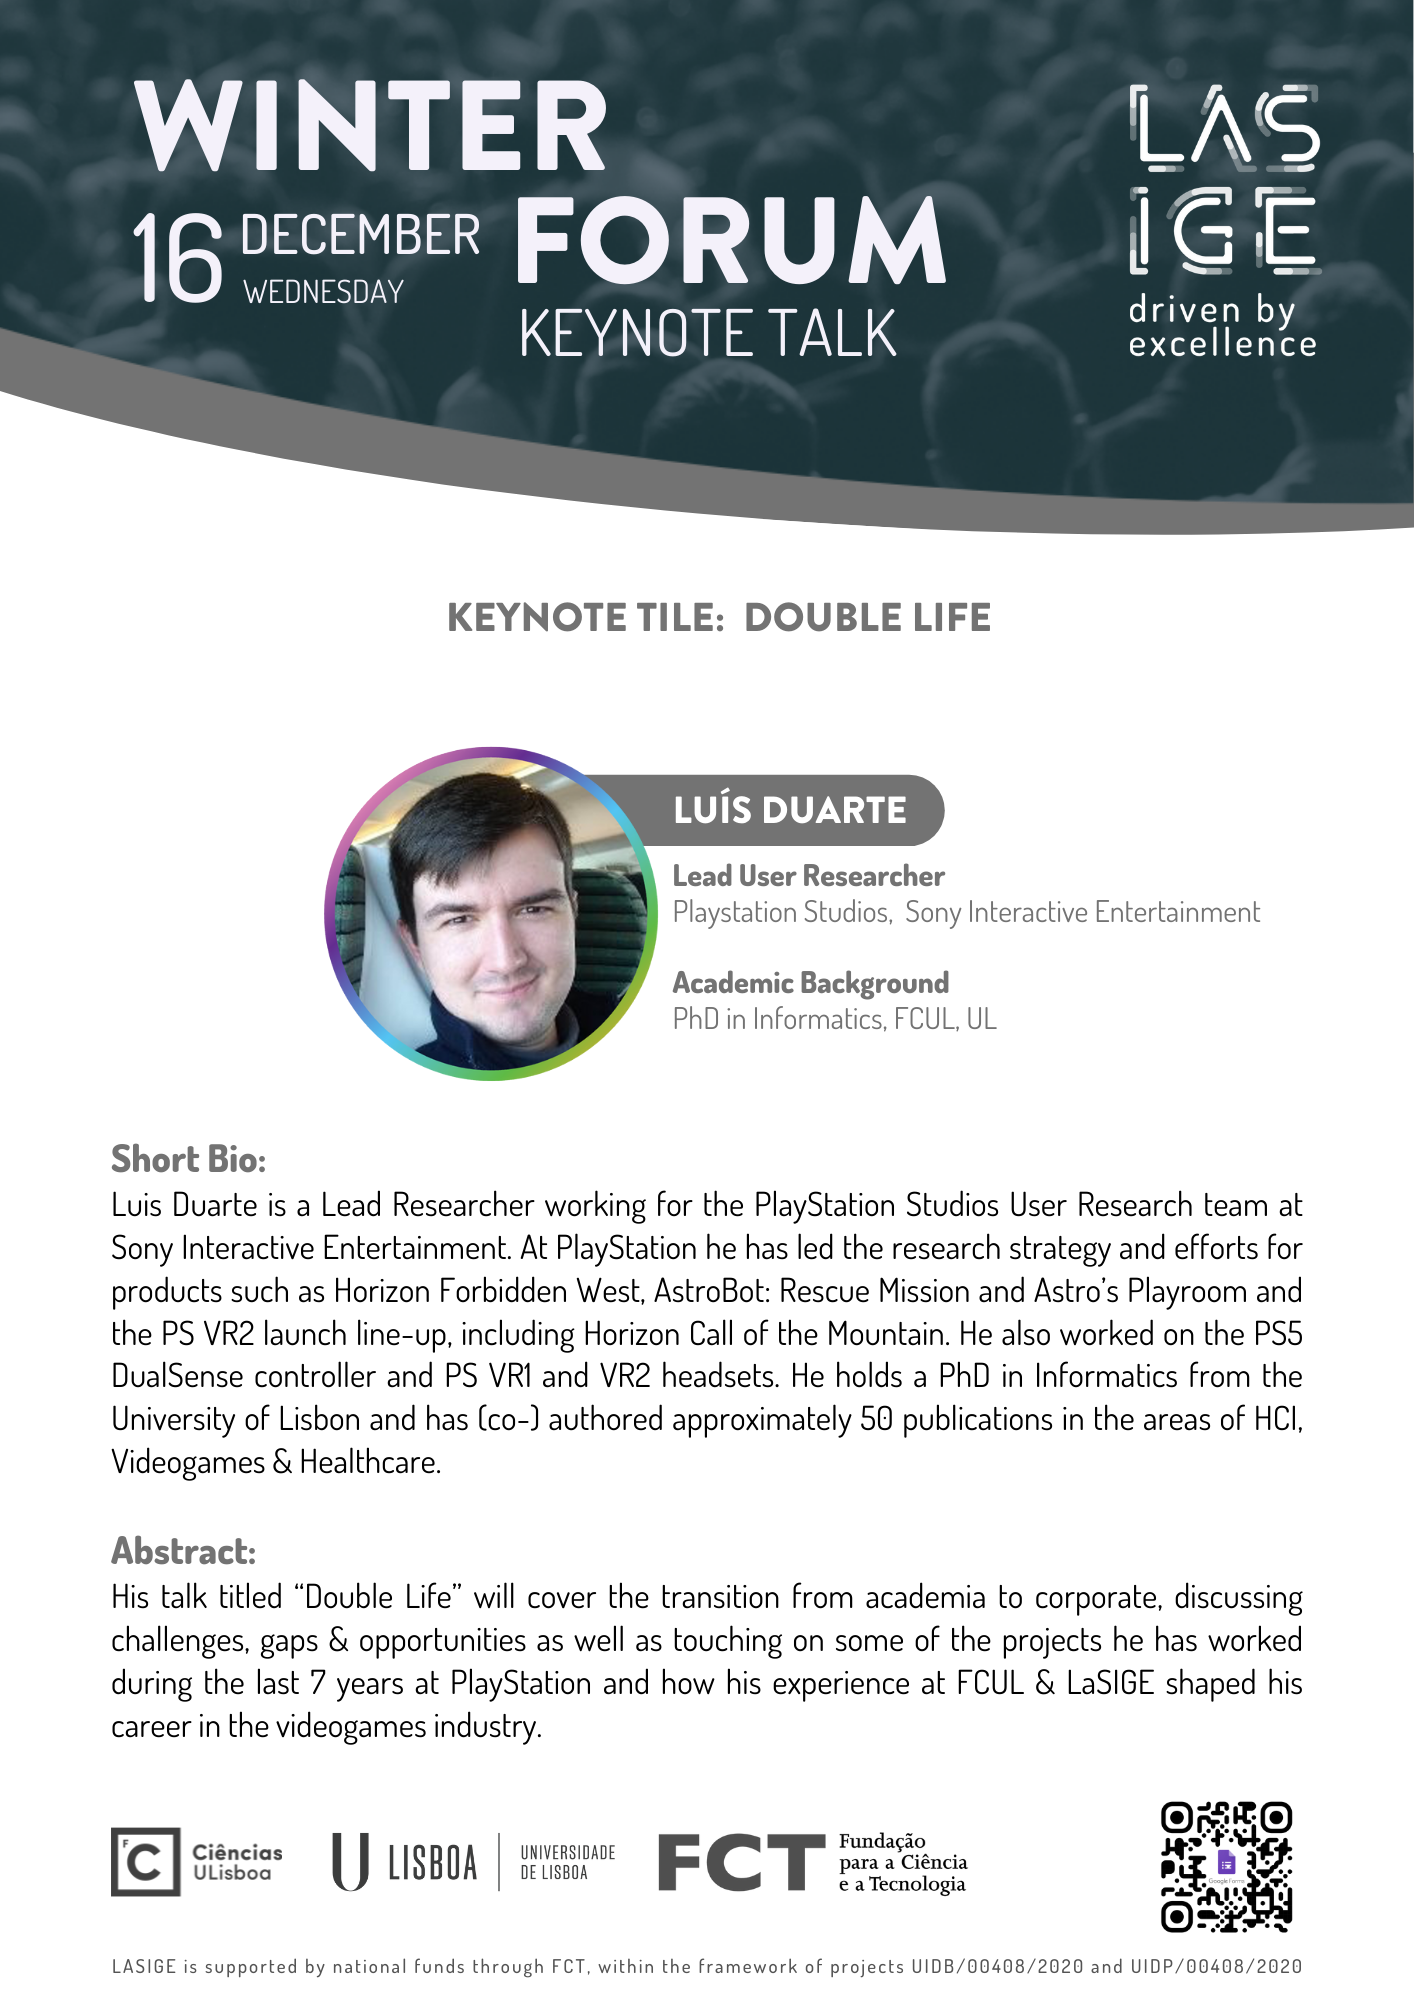 WINTER
FORUM
16 DECEMBER
WEDNESDAY
KEYNOTE TALK
LAS
IGE
driven by
excellence
KEYNOTE TILE: DOUBLE LIFE
LUÍS DUARTE
Lead User Researcher
Playstation Studios, Sony Interactive Entertainment
Academic Background
PhD in Informatics, FCUL, UL
Short Bio:
Luis Duarte is a Lead Researcher working for the PlayStation Studios User Research team at
Sony Interactive Entertainment. At PlayStation he has led the research strategy and efforts for
products such as Horizon Forbidden West, AstroBot: Rescue Mission and Astro’s Playroom and
the PS VR2 launch line-up, including Horizon Call of the Mountain. He also worked on the PS5
DualSense controller and PS VR1 and VR2 headsets. He holds a PhD in Informatics from the
University of Lisbon and has (co-) authored approximately 50 publications in the areas of HCI,
Videogames & Healthcare.
Abstract:
His talk titled “Double Life” will cover the transition from academia to corporate, discussing
challenges, gaps & opportunities as well as touching on some of the projects he has worked
during the last 7 years at PlayStation and how his experience at FCUL & LaSIGE shaped his
career in the videogames industry.
F
C
Ciências
ULisboa
U LISBOA
UNIVERSIDADE
DE LISBOA
FCT
Fundação
para a Ciência
e a Tecnologia
Google Forms
LASIGE is supported by national funds through FCT, within the framework of projects UIDB/00408/2020 and UIDP/00408/2020